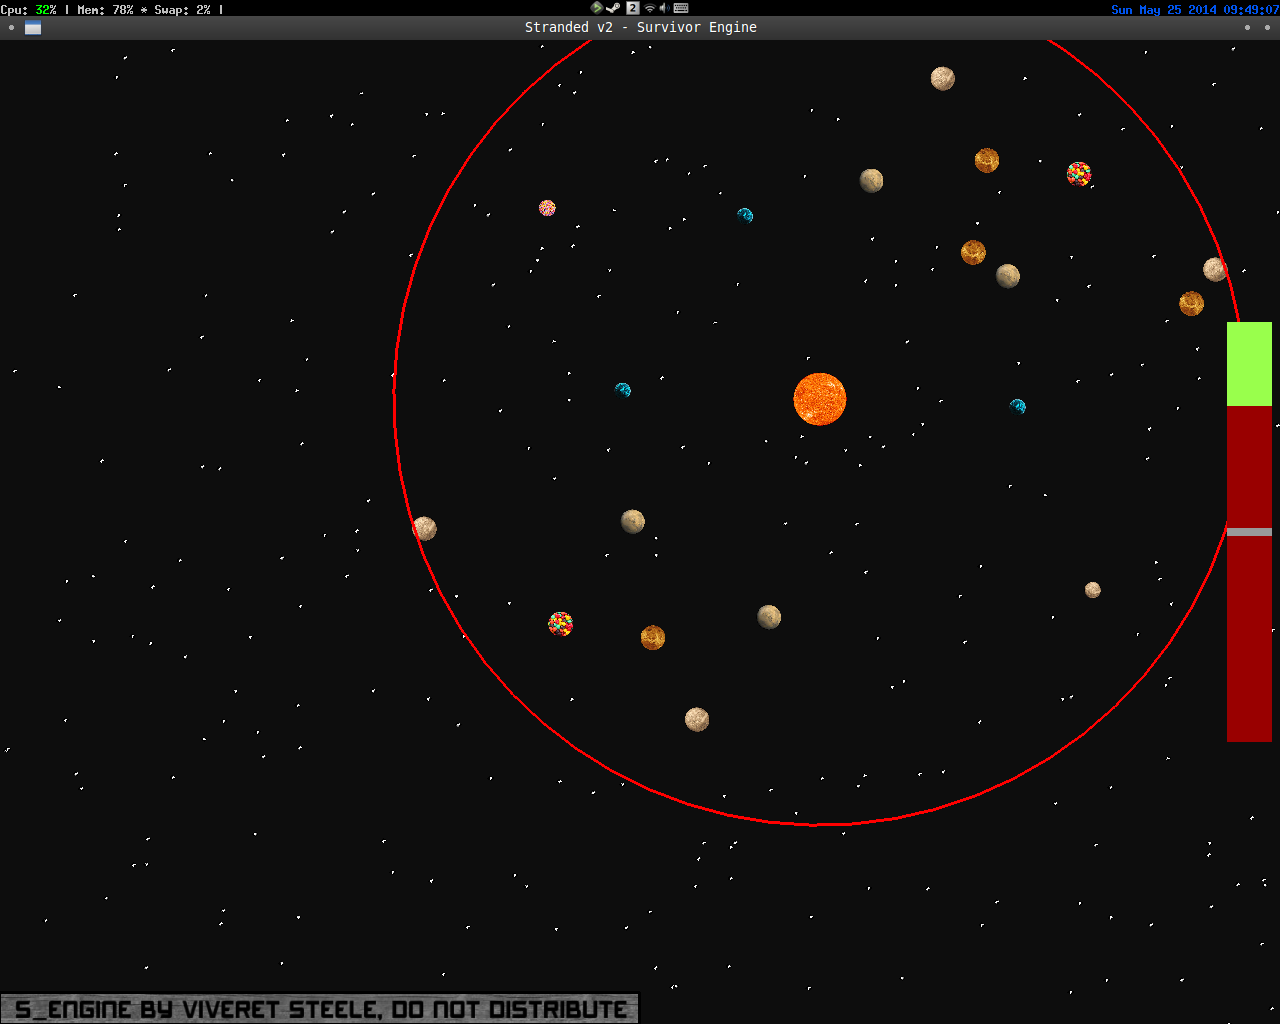 Cpu: 32% | Mem: 78% * Swap: 2% |
2
Sun May 25 2014 09:49:07
Stranded v2 - Survivor Engine
S_ENGINE BY VIVERET STEELE, DO NOT DISTRIBUTE